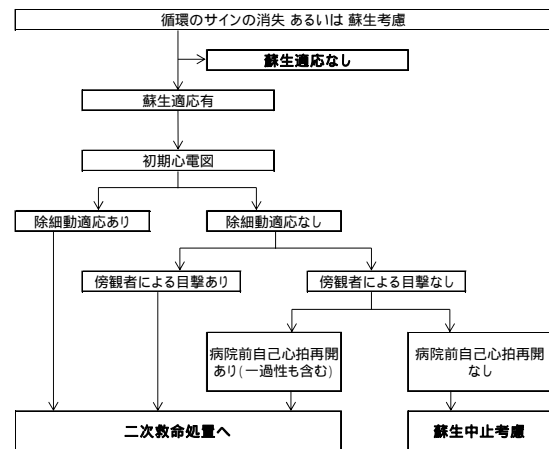 循環のサインの消失 あるいは 蘇生考慮
蘇生適応なし
蘇生適応有
初期心電図
除細動適応あり
除細動適応なし
傍観者による目撃あり
傍観者による目撃なし
病院前自己心拍再開
あり(一過性も含む)
病院前自己心拍再開
なし
二次救命処置へ
蘇生中止考慮